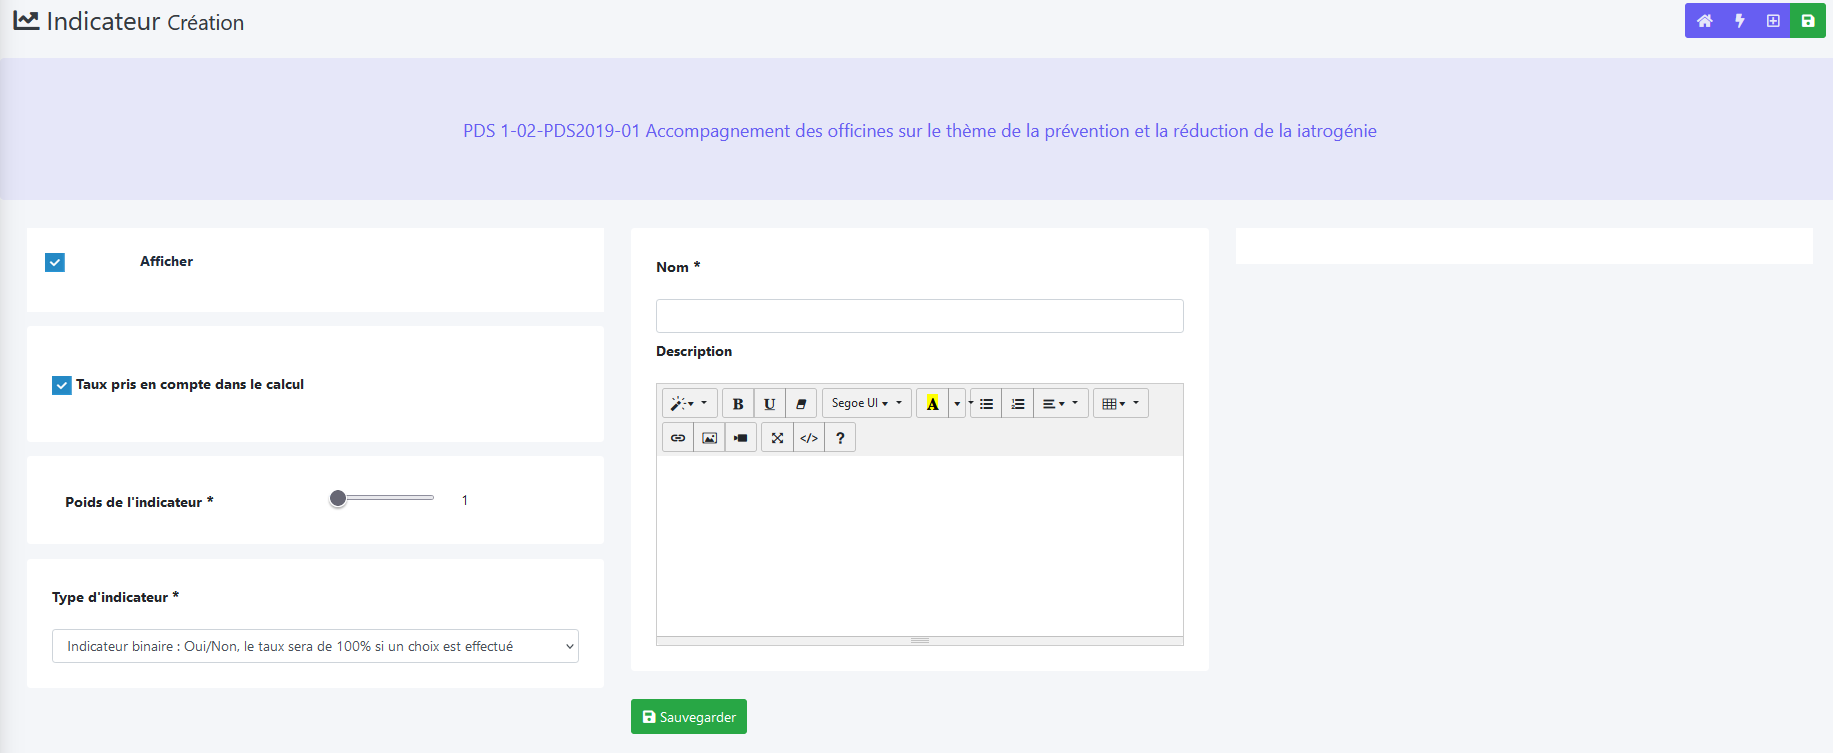 Indicateur Création
PDS 1-02-PDS2019-01 Accompagnement des officines sur le thème de la prévention et la réduction de la iatrogénie
Afficher
Taux pris en compte dans le calcul
Poids de l'indicateur *
1
Type d'indicateur *
Indicateur binaire : Oui/Non, le taux sera de 100% si un choix est effectué
Nom *
Description
B U Segoe UI A
</> ?
Sauvegarder